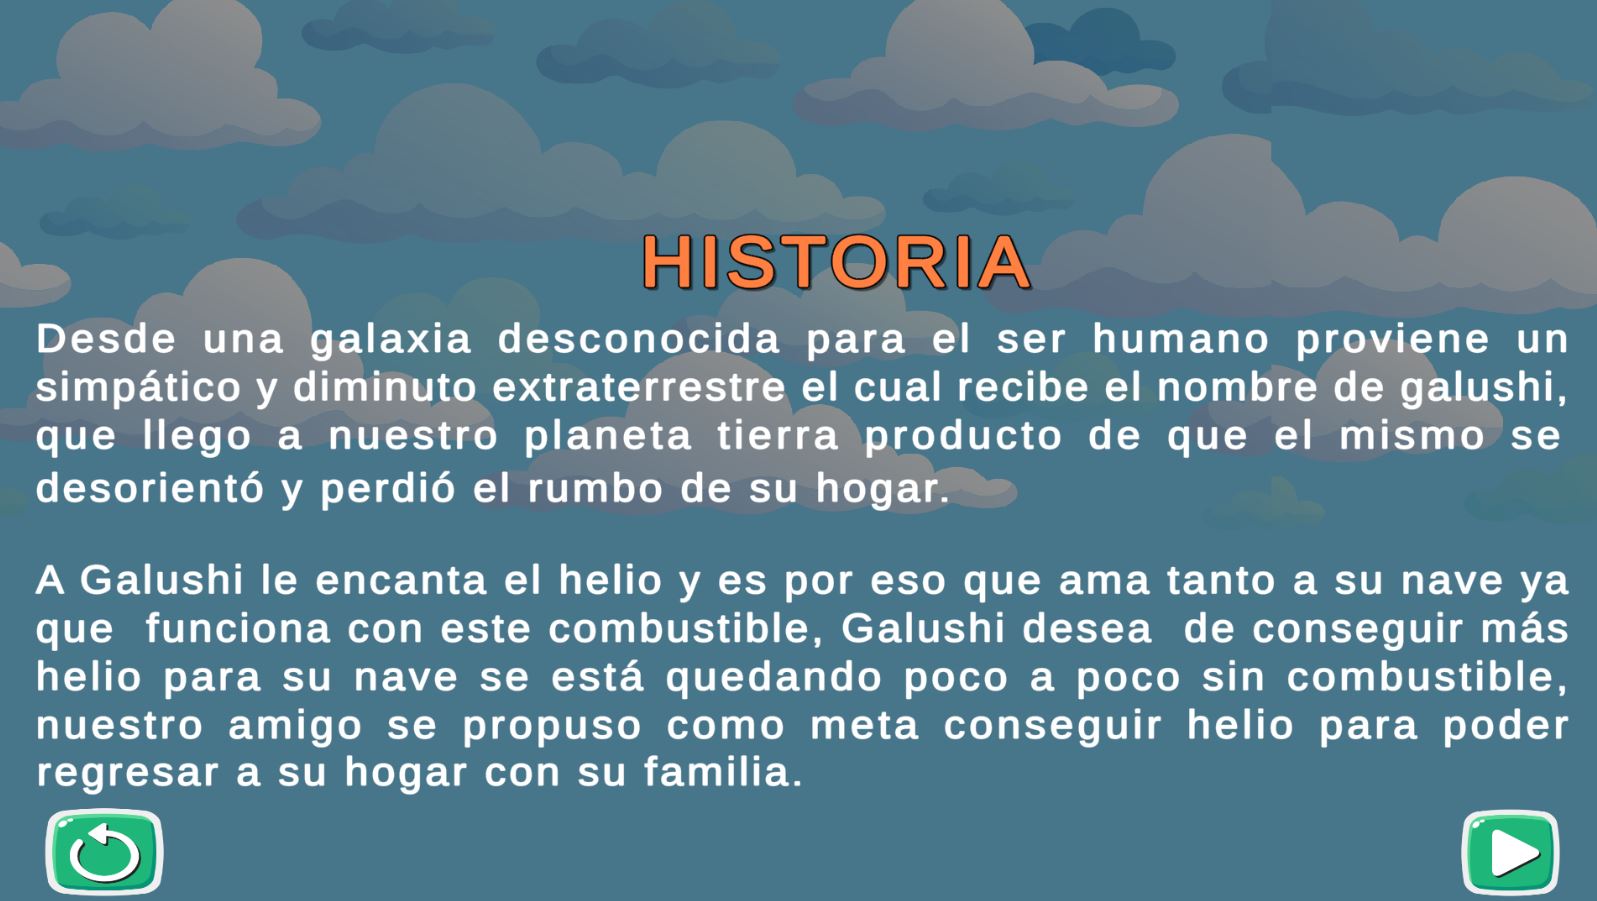 HISTORIA
Desde una galaxia desconocida para el ser humano proviene un
simpático y diminuto extraterrestre el cual recibe el nombre de galushi,
que llego a nuestro planeta tierra producto de que el mismo se
desorientó y perdió el rumbo de su hogar.
A Galushi le encanta el helio y es por eso que ama tanto a su nave ya
que funciona con este combustible, Galushi desea de conseguir más
helio para su nave se está quedando poco a poco sin combustible,
nuestro amigo se propuso como meta conseguir helio para poder
regresar a su hogar con su familia.